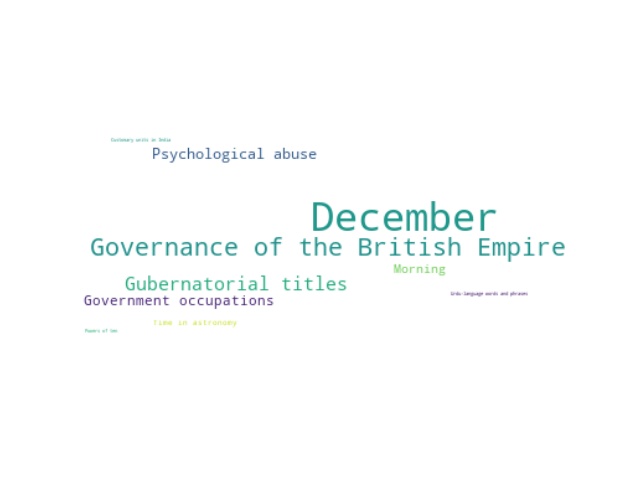 Customary units in India
Psychological abuse
December
Governance of the British Empire
Morning
Gubernatorial titles
Urdu-language words and phrases
Government occupations
Time in astronomy
Powers of ten